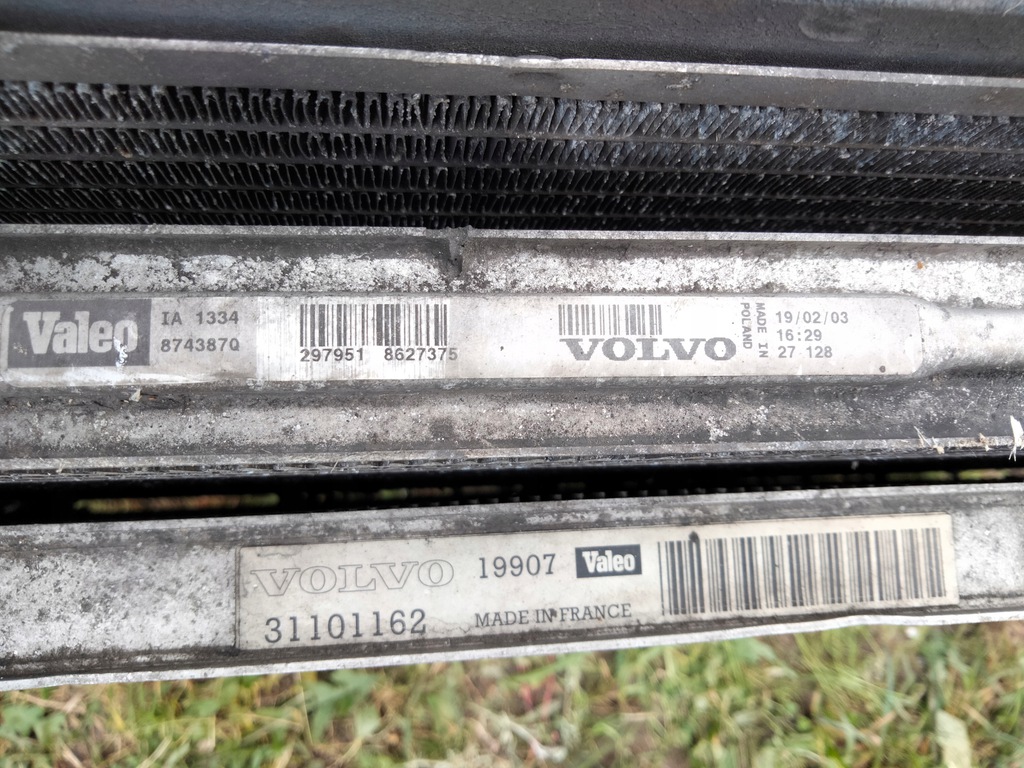 Valeo
IA 1334
874387Q
297951 8627375
VOLVO
MADE IN
POLAND
19/02/03
16:29
27 128
VOLVO 19907 Valeo
31101162 MADE IN FRANCE